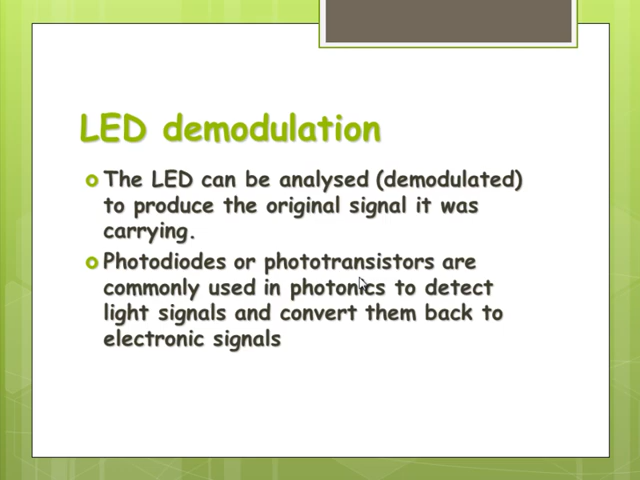 LED demodulation
The LED can be analysed (demodulated)
to produce the original signal it was
carrying.
Photodiodes or phototransistors are
commonly used in photonics to detect
light signals and convert them back to
electronic signals